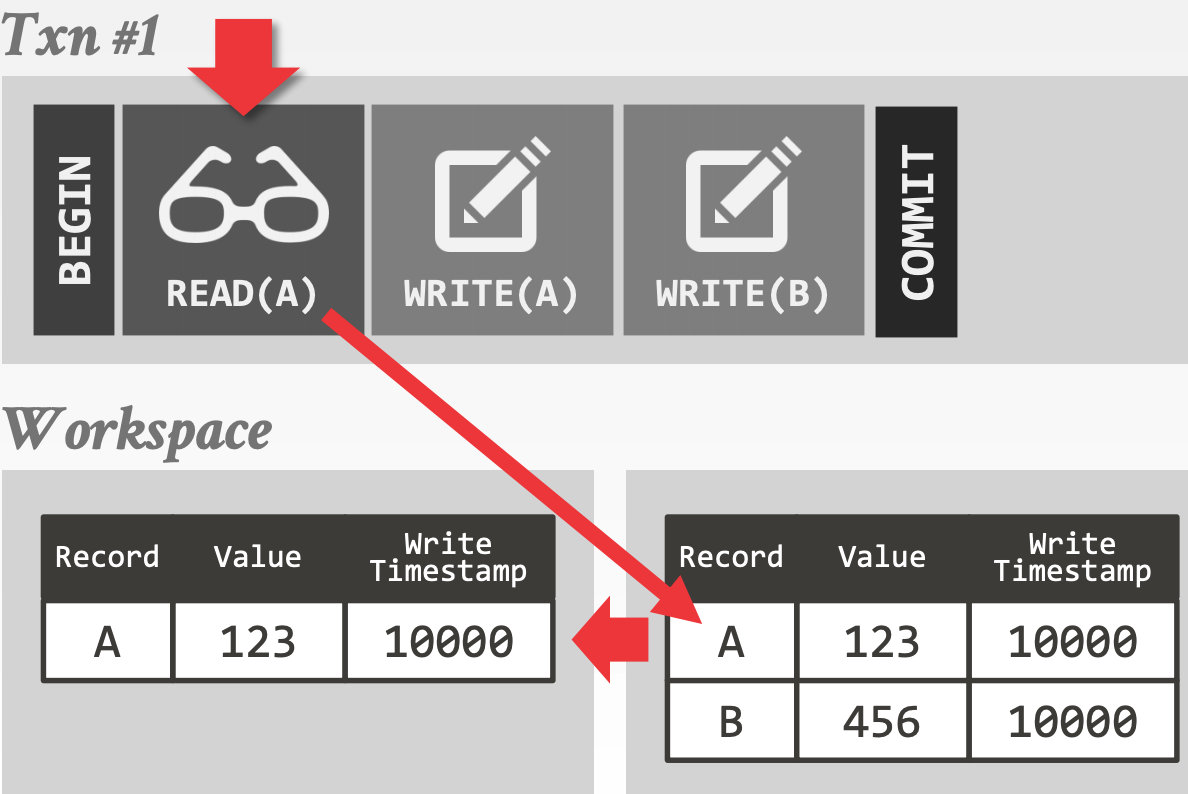 Txn #1
BEGIN
READ(A)
WRITE(A)
WRITE(B)
COMMIT
Workspace
Record Value Write Timestamp
A 123 10000
Record Value Write Timestamp
A 123 10000
B 456 10000